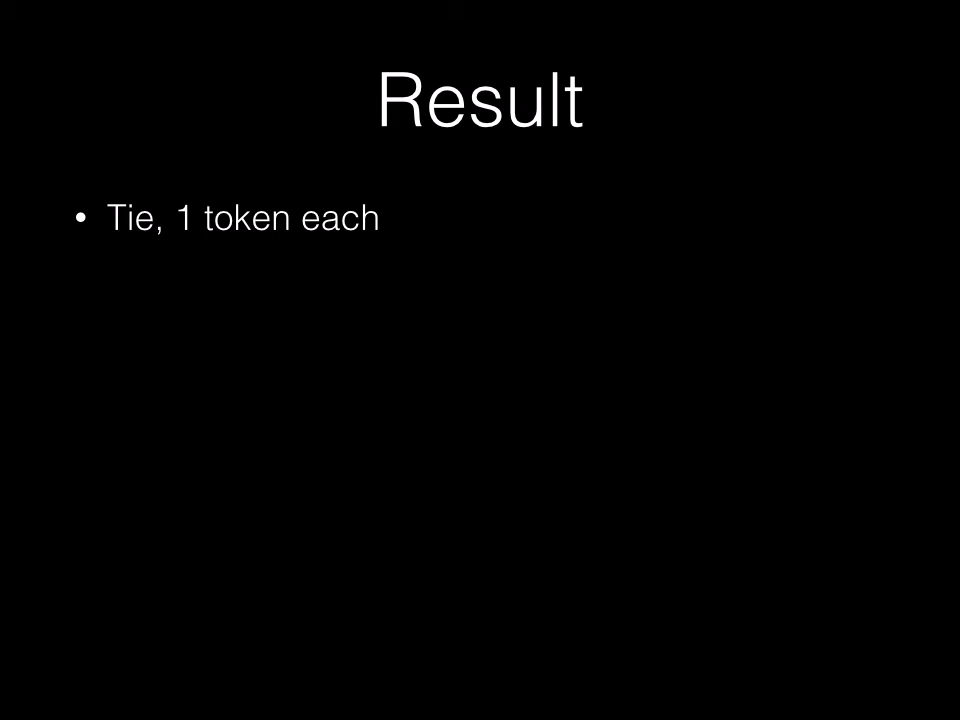 Result
• Tie, 1 token each